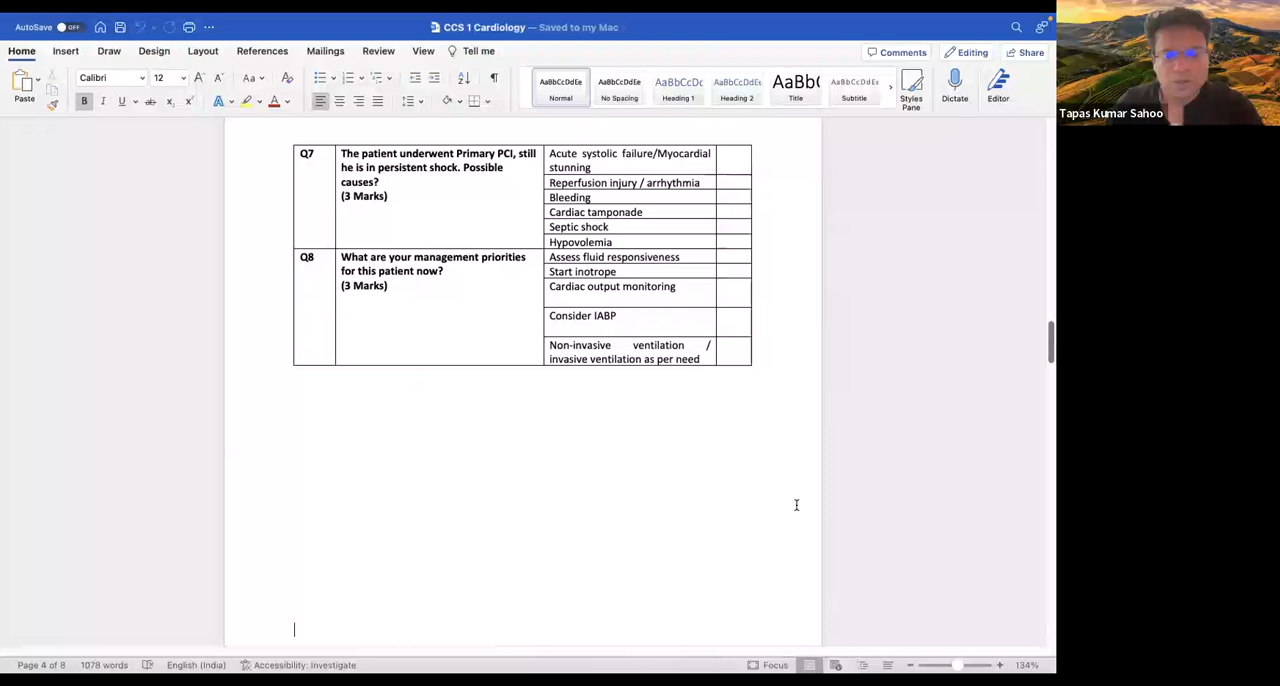 AutoSave OFF
CCS 1 Cardiology — Saved to my Mac
Home Insert Draw Design Layout References Mailings Review View Tell me
Comments Editing Share
Paste
Calibri 12
Normal No Spacing Heading 1 Heading 2 Title Subtitle
Styles Pane
Dictate
Editor
Tapas Kumar Sahoo
Q7 The patient underwent Primary PCI, still
he is in persistent shock. Possible
causes?
(3 Marks)
Acute systolic failure/Myocardial
stunning
Reperfusion injury / arrhythmia
Bleeding
Cardiac tamponade
Septic shock
Hypovolemia
Q8 What are your management priorities
for this patient now?
(3 Marks)
Assess fluid responsiveness
Start inotrope
Cardiac output monitoring
Consider IABP
Non-invasive ventilation /
invasive ventilation as per need
Page 4 of 8 1078 words English (India) Accessibility: Investigate Focus 134%